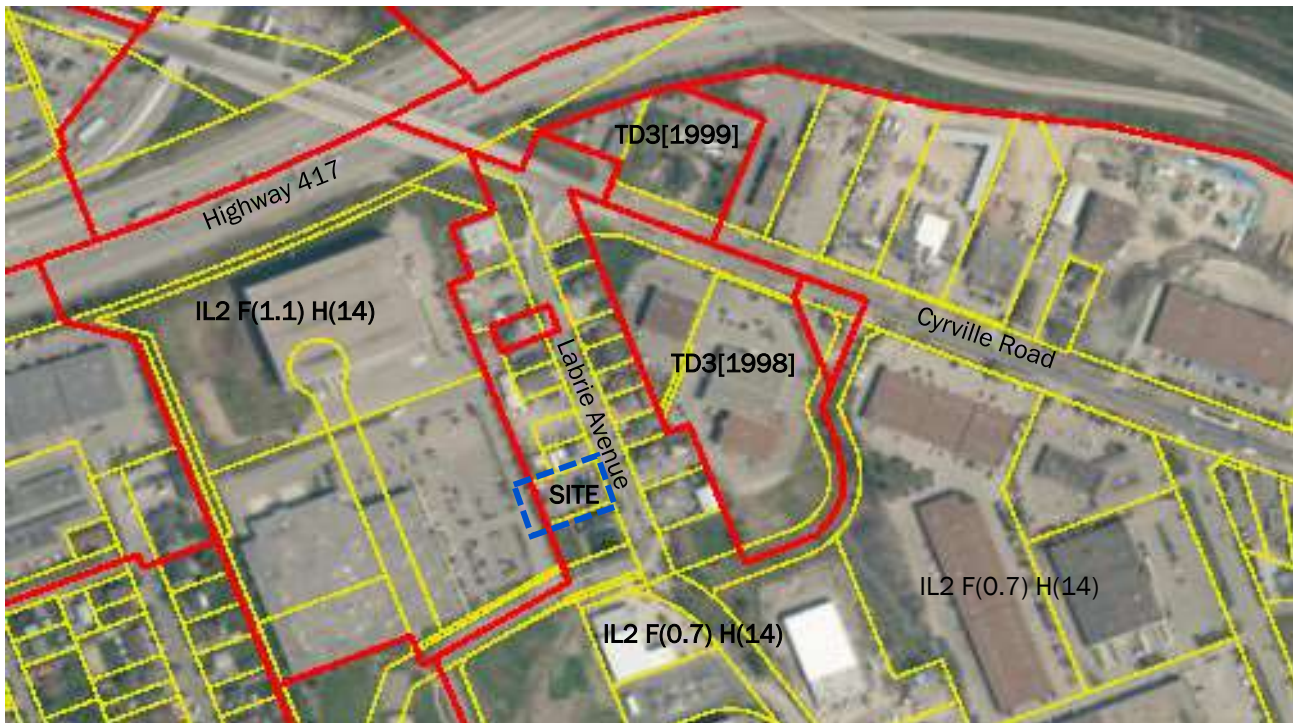 TD3[1999]
Highway 417
IL2 F(1.1) H(14)
Cyrville Road
Labrie Avenue
TD3[1998]
SITE
IL2 F(0.7) H(14)
IL2 F(0.7) H(14)